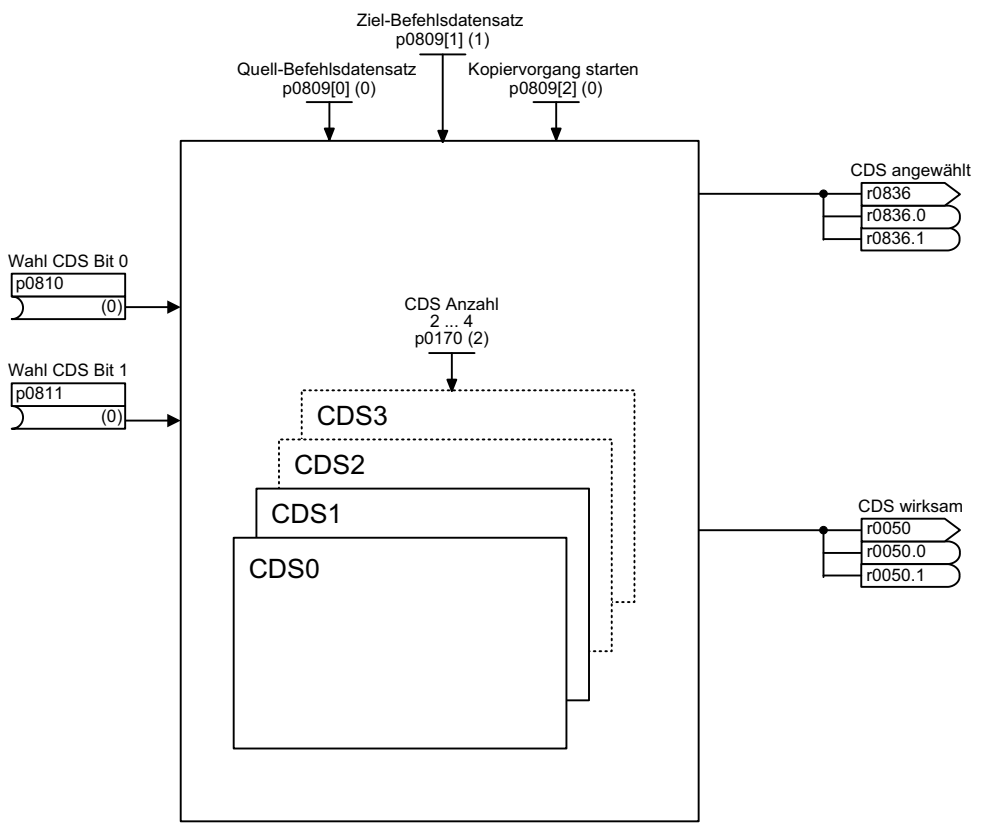 Ziel-Befehlsdatensatz
p0809[1] (1)
Quell-Befehlsdatensatz
p0809[0] (0)
Kopiervorgang starten
p0809[2] (0)
CDS angewählt
r0836
r0836.0
r0836.1
Wahl CDS Bit 0
p0810
(0)
Wahl CDS Bit 1
p0811
(0)
CDS Anzahl
2 ... 4
p0170 (2)
CDS3
CDS2
CDS1
CDS0
CDS wirksam
r0050
r0050.0
r0050.1